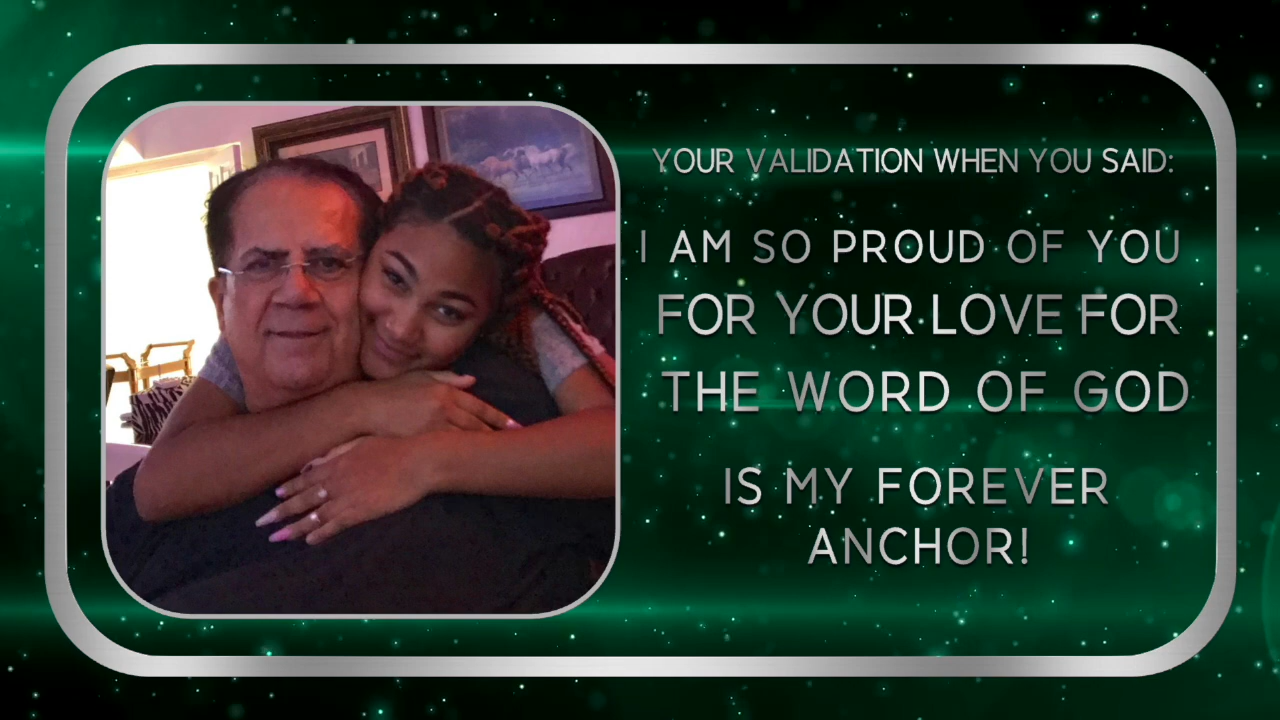 YOUR VALIDATION WHEN YOU SAID:
I AM SO PROUD OF YOU
FOR YOUR LOVE FOR
THE WORD OF GOD
IS MY FOREVER
ANCHOR!